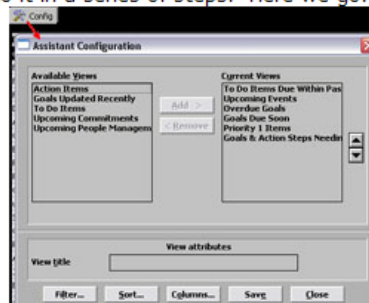 it in a series of steps. Here we go.
Config
Assistant Configuration
Available Views
Action Items
Goals Updated Recently
To Do Items
Upcoming Commitments
Upcoming People Managem
Add >
< Remove
Current Views
To Do Items Due Within Pas
Upcoming Events
Overdue Goals
Goals Due Soon
Priority 1 Items
Goals & Action Steps Needin
View attributes
View title
Filter...
Sort...
Columns...
Save
Close